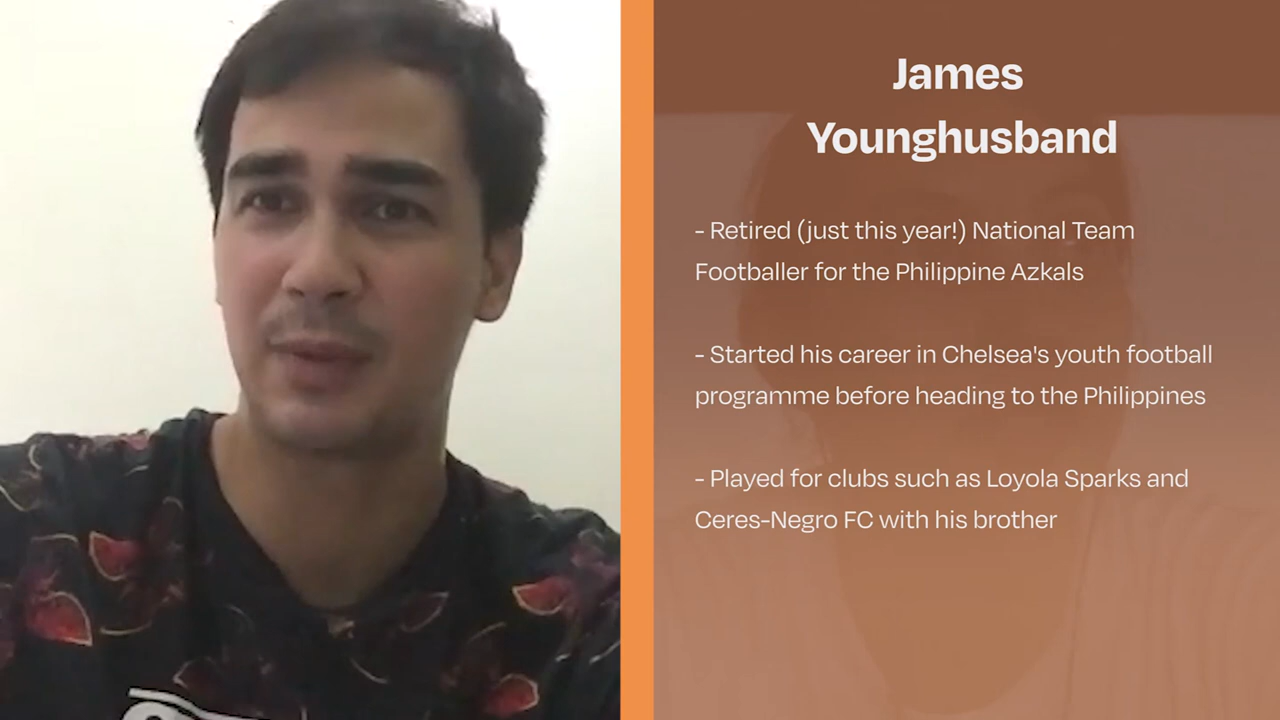 James
Younghusband
- Retired (just this year!) National Team
Footballer for the Philippine Azkals
- Started his career in Chelsea's youth football
programme before heading to the Philippines
- Played for clubs such as Loyola Sparks and
Ceres-Negro FC with his brother